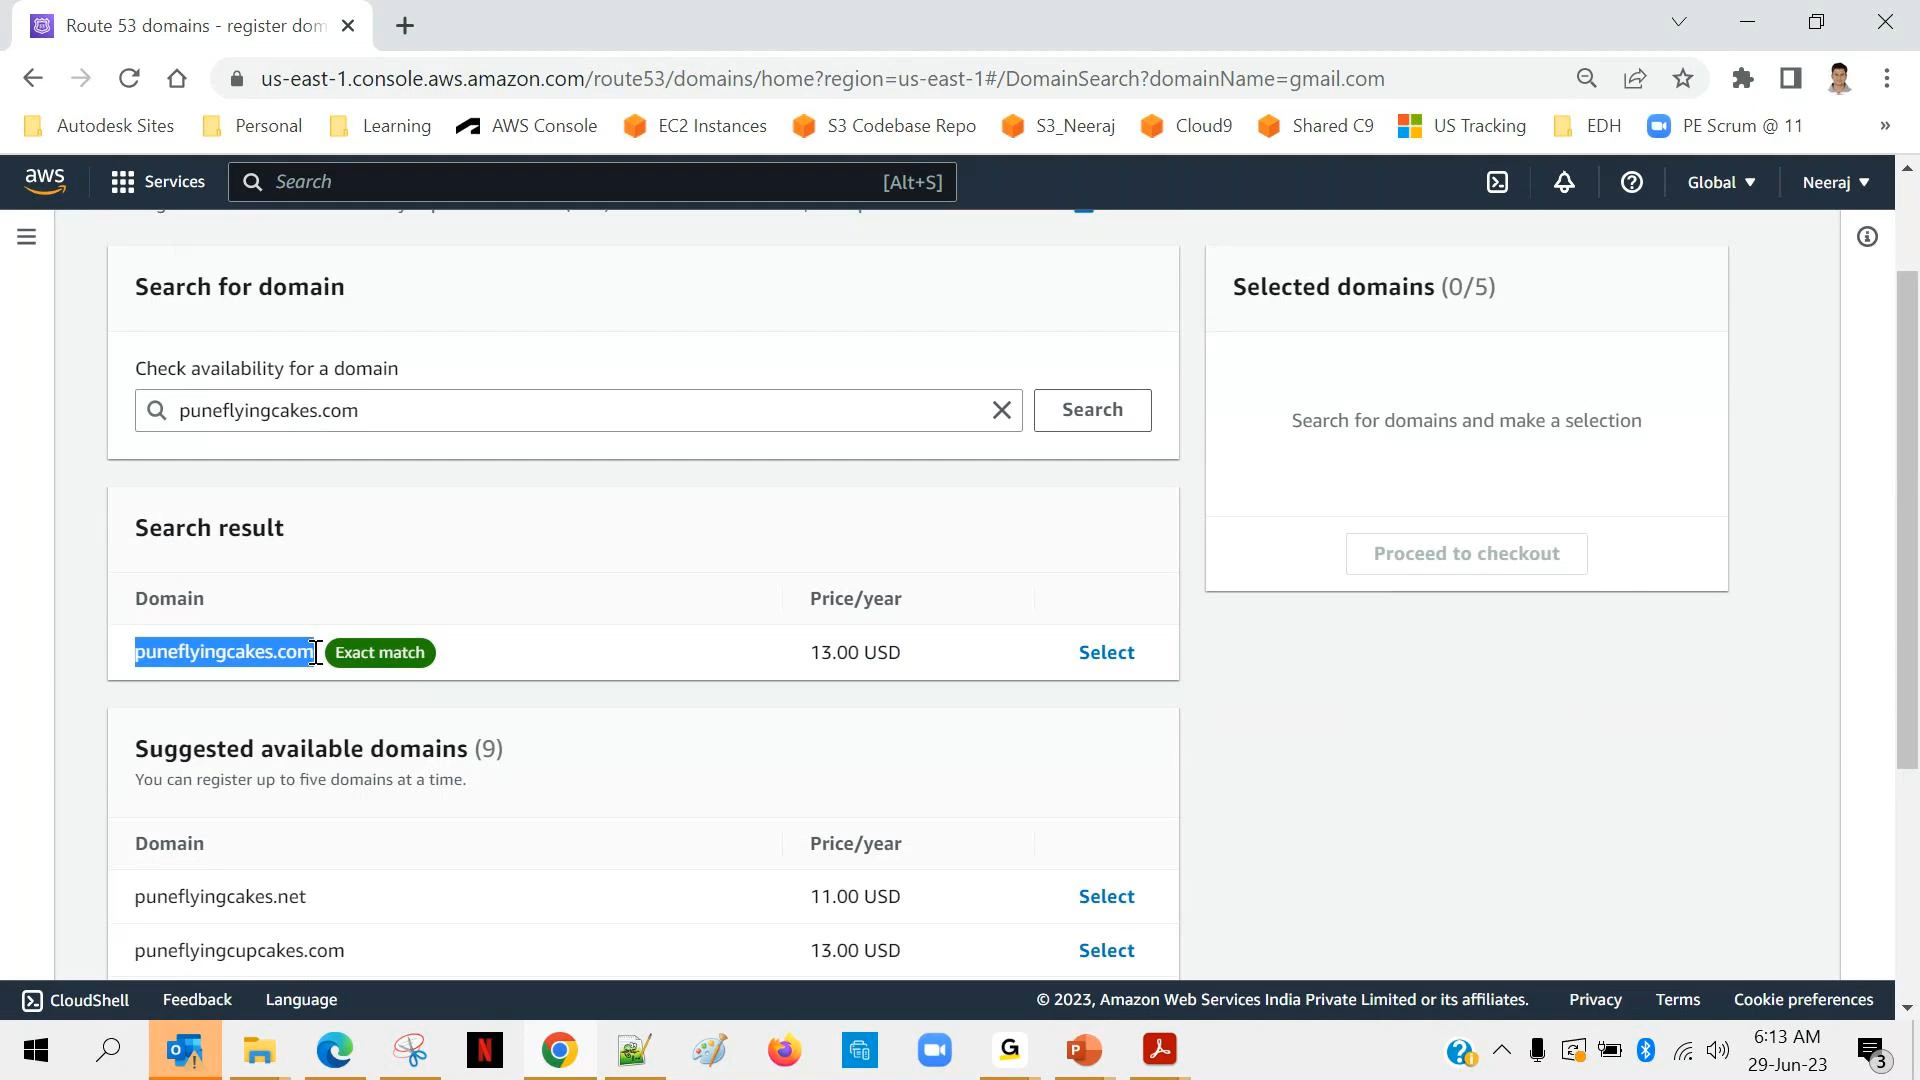 Route 53 domains - register dom
us-east-1.console.aws.amazon.com/route53/domains/home?region=us-east-1#/DomainSearch?domainName=gmail.com
Autodesk Sites Personal Learning AWS Console EC2 Instances S3 Codebase Repo S3_Neeraj Cloud9 Shared C9 US Tracking EDH PE Scrum @ 11 »
aws Services Search [Alt+S] Global Neeraj
Search for domain
Selected domains (0/5)
Check availability for a domain
puneflyingcakes.com Search
Search for domains and make a selection
Search result
Proceed to checkout
Domain Price/year
puneflyingcakes.com Exact match 13.00 USD Select
Suggested available domains (9)
You can register up to five domains at a time.
Domain Price/year
puneflyingcakes.net 11.00 USD Select
puneflyingcupcakes.com 13.00 USD Select
CloudShell Feedback Language © 2023, Amazon Web Services India Private Limited or its affiliates. Privacy Terms Cookie preferences
6:13 AM
29-Jun-23
3